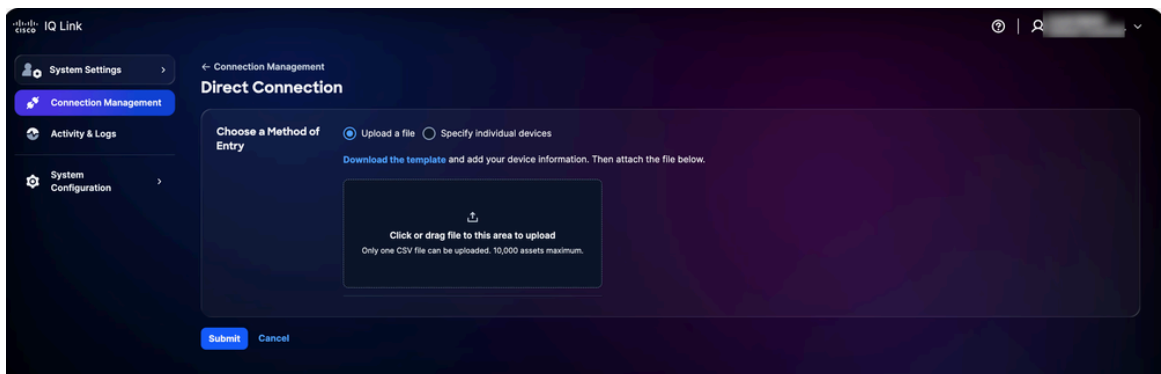 cisco IQ Link
System Settings
Connection Management
Activity & Logs
System
Configuration
← Connection Management
Direct Connection
Choose a Method of
Entry
Upload a file Specify individual devices
Download the template and add your device information. Then attach the file below.
Click or drag file to this area to upload
Only one CSV file can be uploaded. 10,000 assets maximum.
Submit Cancel